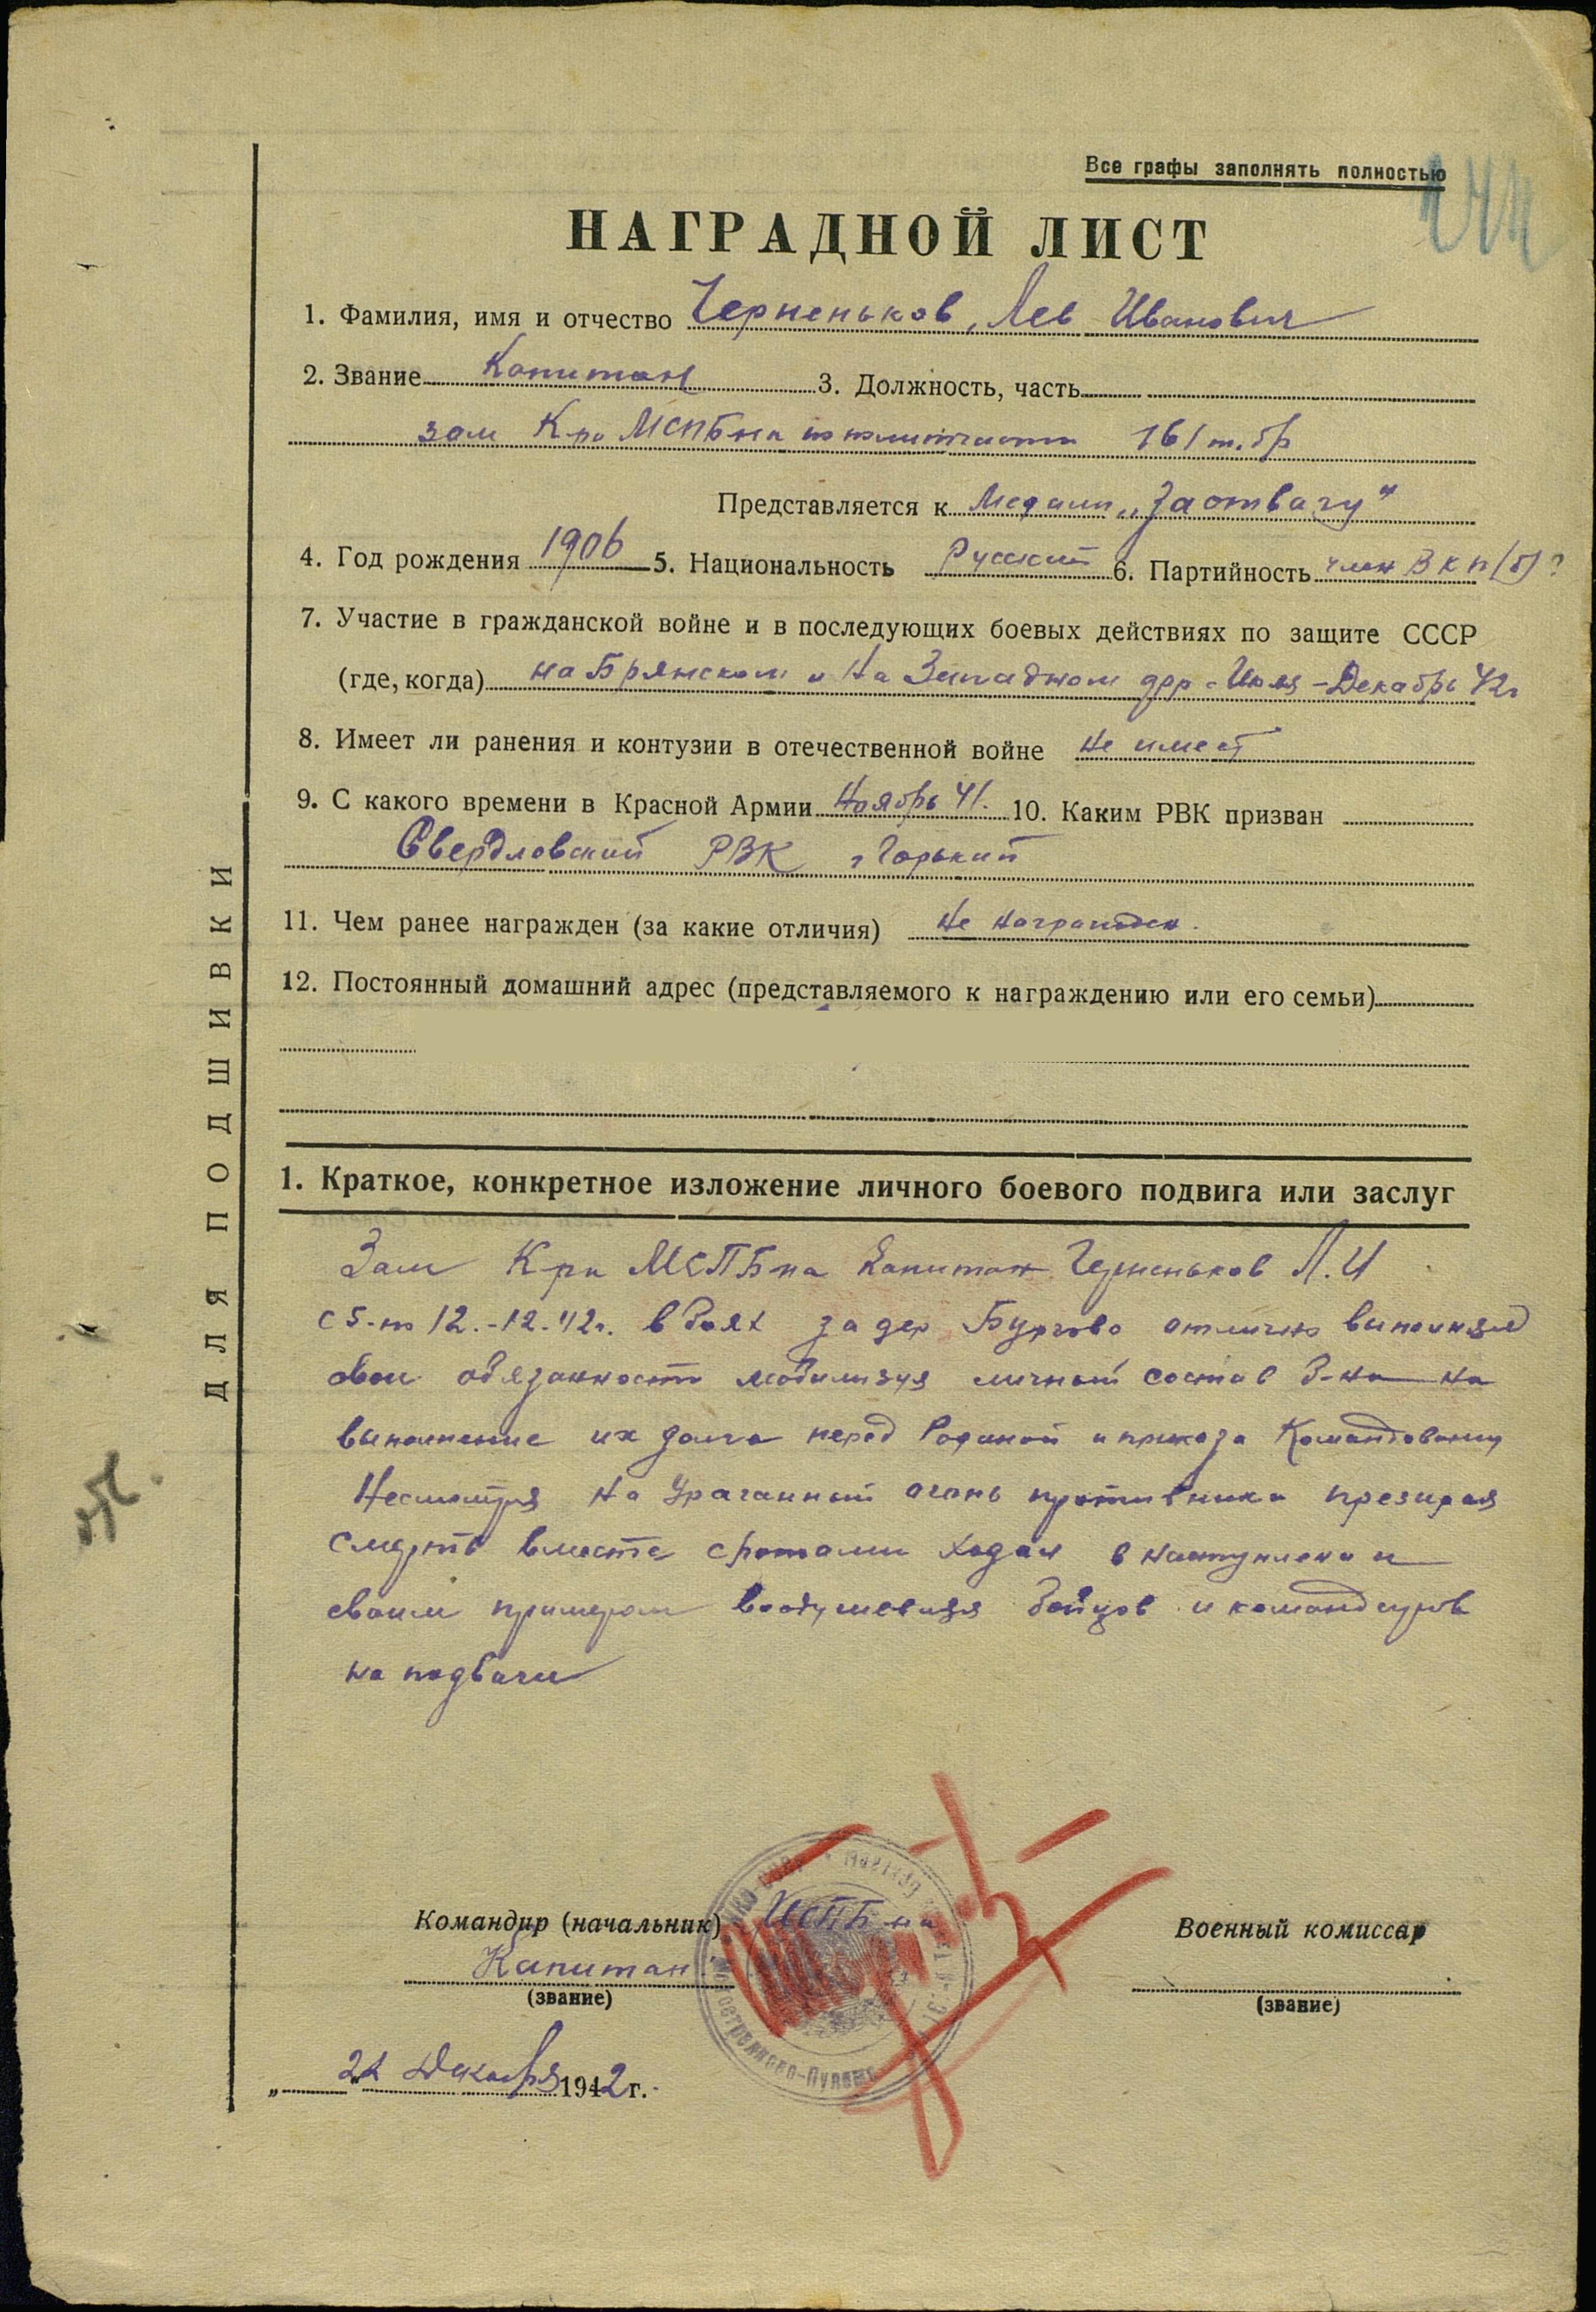 Все графы заполнять полностью
НАГРАДНОЙ ЛИСТ
1. Фамилия, имя и отчество Черненьков, Лев Иванович
2. Звание Капитан 3. Должность, часть
зам К-ра МСПБ-на по политчасти 161 т.бр
Представляется к Медали „За отвагу"
4. Год рождения 1906 5. Национальность Русский 6. Партийность член ВКП(б)
7. Участие в гражданской войне и в последующих боевых действиях по защите СССР
(где, когда) на Брянском и на Западном фр. Июль-Декабрь 42г
8. Имеет ли ранения и контузии в отечественной войне не имеет
9. С какого времени в Красной Армии Ноябрь 41. 10. Каким РВК призван
Свердловский РВК г Горький
11. Чем ранее награжден (за какие отличия) не награжден.
12. Постоянный домашний адрес (представляемого к награждению или его семьи)
1. Краткое, конкретное изложение личного боевого подвига или заслуг
Зам К-ра МСПБ-на Капитан Черненьков Л.И
с 5-по 12.-12.42г. в боях за дер отлично выполнял
свои обязанности мобилизуя личный состав б-на на
выполнение их долга перед Родиной и приказа Командования
Несмотря на ураганный огонь противника презирая
смерть вместе с ротами ходил в наступлени и
своим примером воодушевляя бойцов и командиров
на подвиги
Командир (начальник) МСПБ-на
Капитан
(звание)
Военный комиссар
(звание)
„22" Декабря 1942 г.
ДЛЯ ПОДШИВКИ